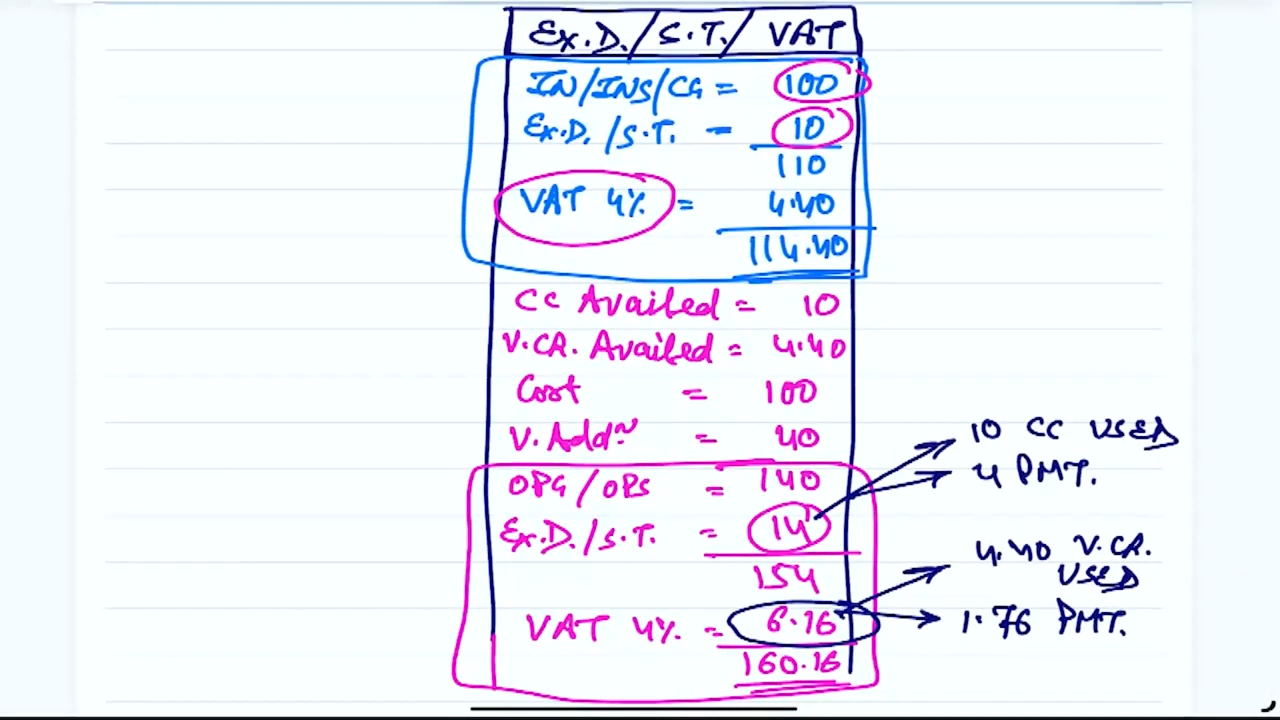 Ex.D./S.T./ VAT
IN/INS/CG = 100
Ex.D./S.T. = 10
110
VAT 4% = 4.40
114.40
CC Availed = 10
V.CR. Availed = 4.40
Cost = 100
V. Addn = 40
OPG/OPS = 140
Ex.D./S.T. = 14
154
VAT 4% = 6.16
160.16
10 CC USED
4 PMT.
4.40 V.CR.
USED
1.76 PMT.